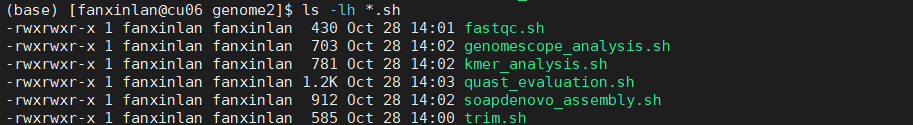 (base) [fanxinlan@cu06 genome2]$ ls -lh *.sh
-rwxrwxr-x 1 fanxinlan fanxinlan  430 Oct 28 14:01 fastqc.sh
-rwxrwxr-x 1 fanxinlan fanxinlan  703 Oct 28 14:02 genomescope_analysis.sh
-rwxrwxr-x 1 fanxinlan fanxinlan  781 Oct 28 14:02 kmer_analysis.sh
-rwxrwxr-x 1 fanxinlan fanxinlan 1.2K Oct 28 14:03 quast_evaluation.sh
-rwxrwxr-x 1 fanxinlan fanxinlan  912 Oct 28 14:02 soapdenovo_assembly.sh
-rwxrwxr-x 1 fanxinlan fanxinlan  585 Oct 28 14:00 trim.sh